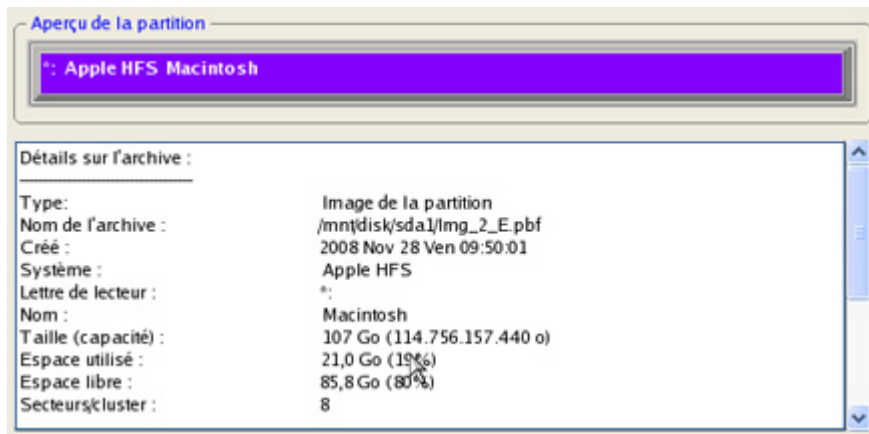 Aperçu de la partition
*: Apple HFS Macintosh
Détails sur l'archive :
Type: Image de la partition
Nom de l'archive : /mnt/disk/sda1/Img_2_E.pbf
Créé : 2008 Nov 28 Ven 09:50:01
Système : Apple HFS
Lettre de lecteur : *:
Nom : Macintosh
Taille (capacité) : 107 Go (114.756.157.440 o)
Espace utilisé : 21,0 Go (19%)
Espace libre : 85,8 Go (80%)
Secteurs/cluster : 8